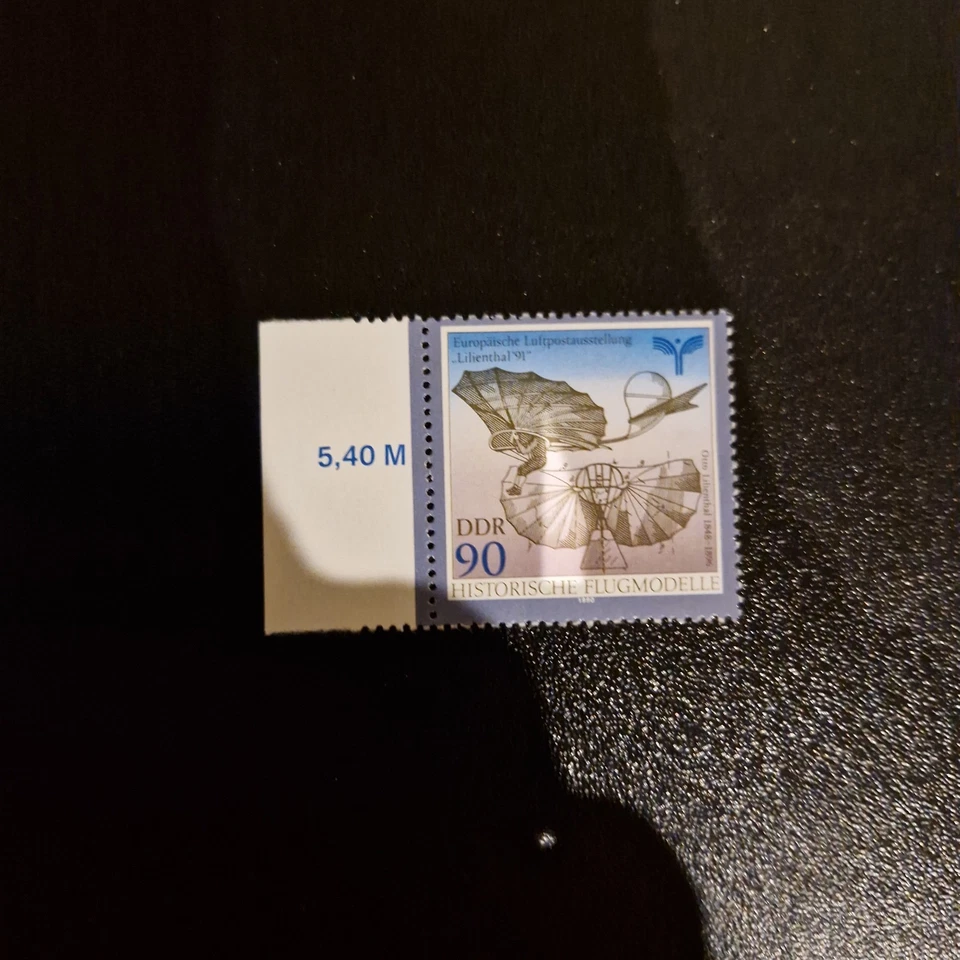 5,40 M
Europäische Luftpostausstellung
„Lilienthal '91"
Otto Lilienthal 1848-1896
DDR
90
HISTORISCHE FLUGMODELLE
1990